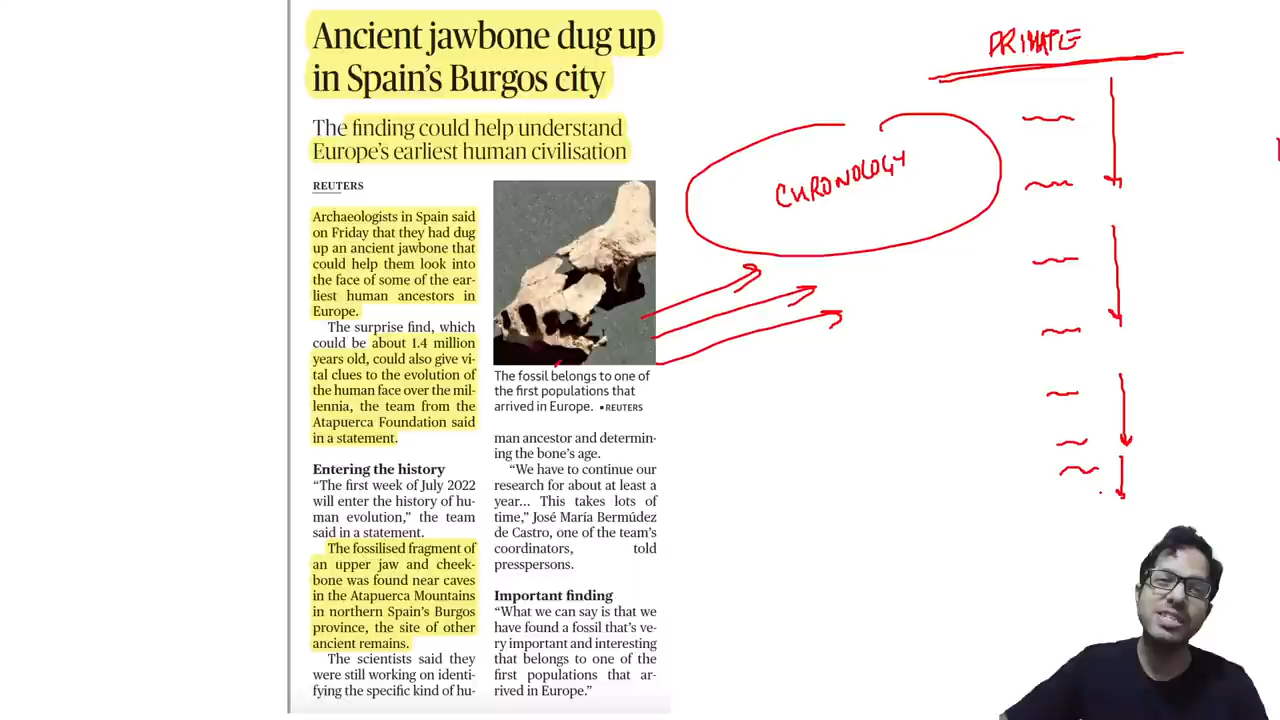 Ancient jawbone dug up
in Spain's Burgos city
The finding could help understand
Europe's earliest human civilisation
REUTERS
Archaeologists in Spain said
on Friday that they had dug
up an ancient jawbone that
could help them look into
the face of some of the ear-
liest human ancestors in
Europe.
The surprise find, which
could be about 1.4 million
years old, could also give vi-
tal clues to the evolution of
the human face over the mil-
lennia, the team from the
Atapuerca Foundation said
in a statement.
Entering the history
“The first week of July 2022
will enter the history of hu-
man evolution,” the team
said in a statement.
The fossilised fragment of
an upper jaw and cheek-
bone was found near caves
in the Atapuerca Mountains
in northern Spain's Burgos
province, the site of other
ancient remains.
The scientists said they
were still working on identi-
fying the specific kind of hu-
The fossil belongs to one of
the first populations that
arrived in Europe. •REUTERS
man ancestor and determin-
ing the bone's age.
“We have to continue our
research for about at least a
year... This takes lots of
time,” José María Bermúdez
de Castro, one of the team's
coordinators, told
presspersons.
Important finding
“What we can say is that we
have found a fossil that's ve-
ry important and interesting
that belongs to one of the
first populations that ar-
rived in Europe.”
CHRONOLOGY
PRIMATE